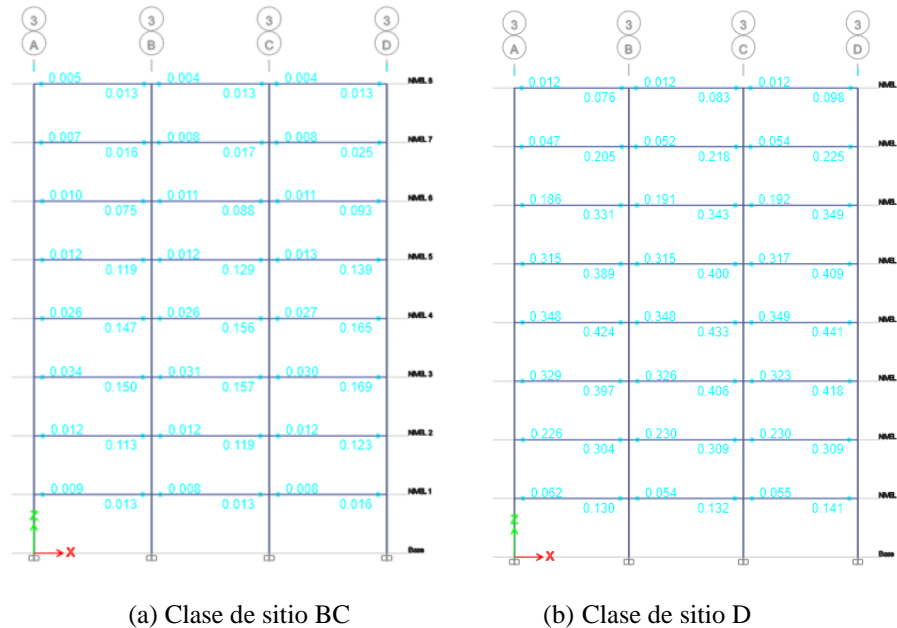 3 3 3 3
A B C D
0.005 0.004 0.004 NIVEL 8
0.013 0.013 0.013
0.007 0.008 0.008 NIVEL 7
0.016 0.017 0.025
0.010 0.011 0.011 NIVEL 6
0.075 0.088 0.093
0.012 0.012 0.013 NIVEL 5
0.119 0.129 0.139
0.026 0.026 0.027 NIVEL 4
0.147 0.156 0.165
0.034 0.031 0.030 NIVEL 3
0.150 0.157 0.169
0.012 0.012 0.012 NIVEL 2
0.113 0.119 0.123
0.009 0.008 0.008 NIVEL 1
0.013 0.013 0.016
Z
X Base
(a) Clase de sitio BC
3 3 3 3
A B C D
0.012 0.012 0.012 NIVEL
0.076 0.083 0.098
0.047 0.052 0.054 NIVEL
0.205 0.218 0.225
0.186 0.191 0.192 NIVEL
0.331 0.343 0.349
0.315 0.315 0.317 NIVEL
0.389 0.400 0.409
0.348 0.348 0.349 NIVEL
0.424 0.433 0.441
0.329 0.326 0.323 NIVEL
0.397 0.406 0.418
0.226 0.230 0.230 NIVEL
0.304 0.309 0.309
0.062 0.054 0.055 NIVEL
0.130 0.132 0.141
Z
X Base
(b) Clase de sitio D